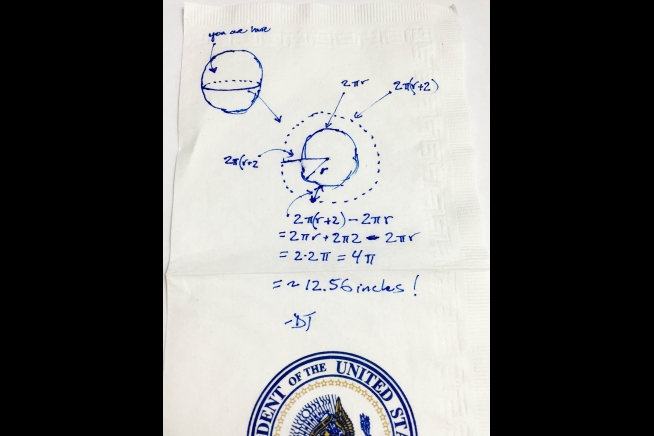 you are here
2πr
2π(r+2)
2π(r+2
r
2π(r+2) - 2πr
= 2πr + 2π2 - 2πr
= 2·2π = 4π
= ~ 12.56 inches!
-DJ
DENT OF THE UNITED STA